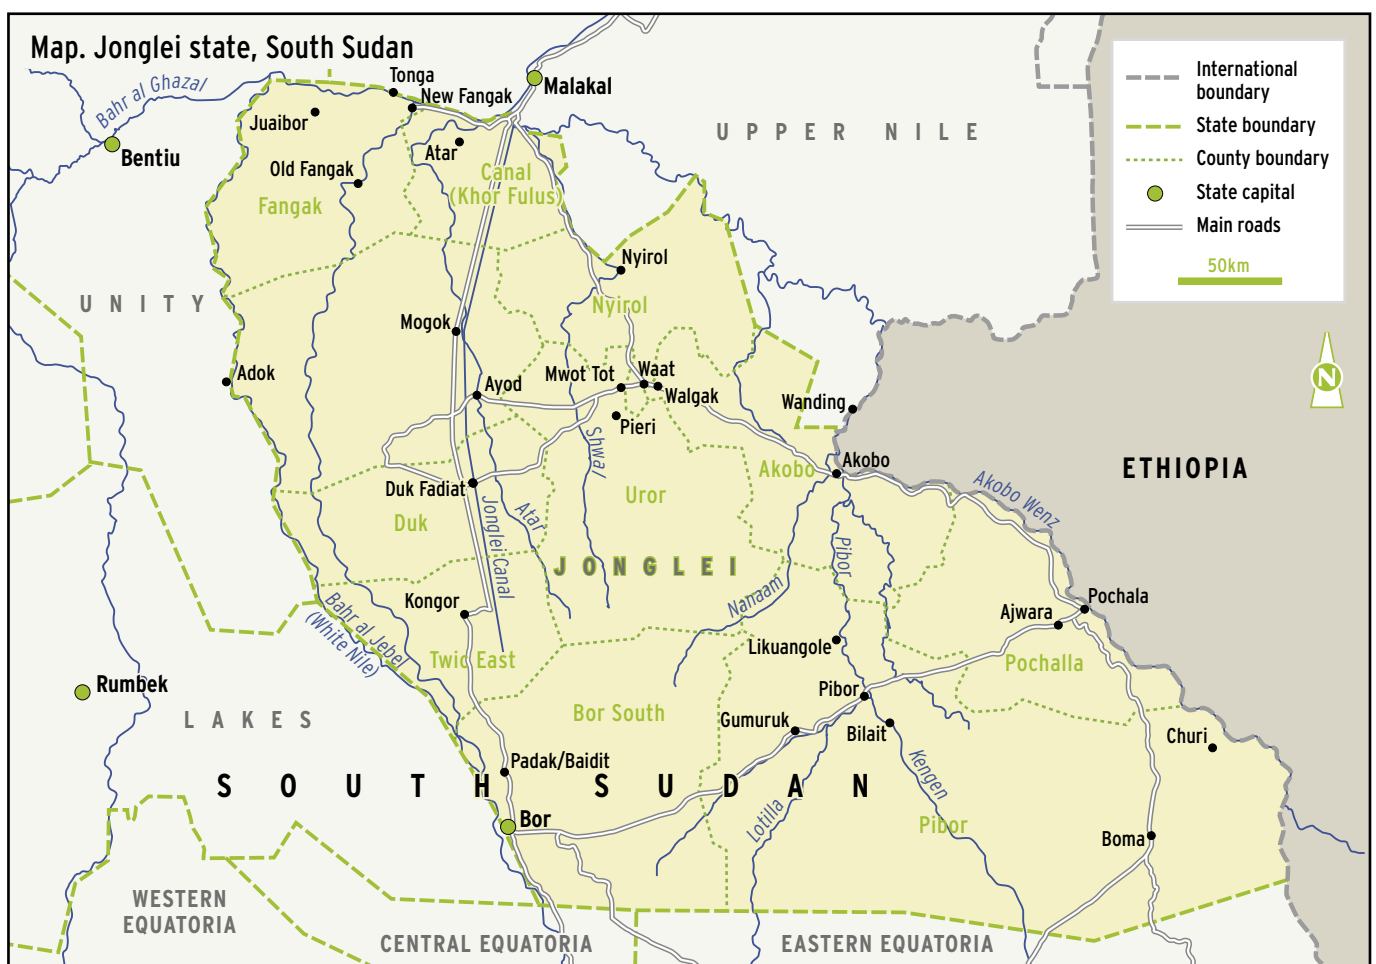 Map. Jonglei state, South Sudan
International
boundary
State boundary
County boundary
State capital
Main roads
50km
N
Bahr al Ghazal
Tonga
New Fangak
Malakal
Juaibor
Bentiu
Atar
UPPER NILE
Old Fangak
Canal
(Khor Fulus)
Fangak
Nyirol
UNITY
Nyirol
Mogok
Adok
Ayod
Mwot Tot
Waat
Walgak
Wanding
Pieri
Shwai
Akobo
Akobo
ETHIOPIA
Duk Fadiat
Uror
Akobo Wenz
Duk
Jonglei Canal
Atar
Pibor
JONGLEI
Kongor
Bahr al Jebel
(White Nile)
Nanaam
Pochala
Ajwara
Likuangole
Twic East
Pochalla
Rumbek
Pibor
LAKES
Bor South
Gumuruk
Bilait
Churi
Padak/Baidit
SOUTH SUDAN
Kengen
Lotilla
Bor
Pibor
Boma
WESTERN
EQUATORIA
CENTRAL EQUATORIA
EASTERN EQUATORIA